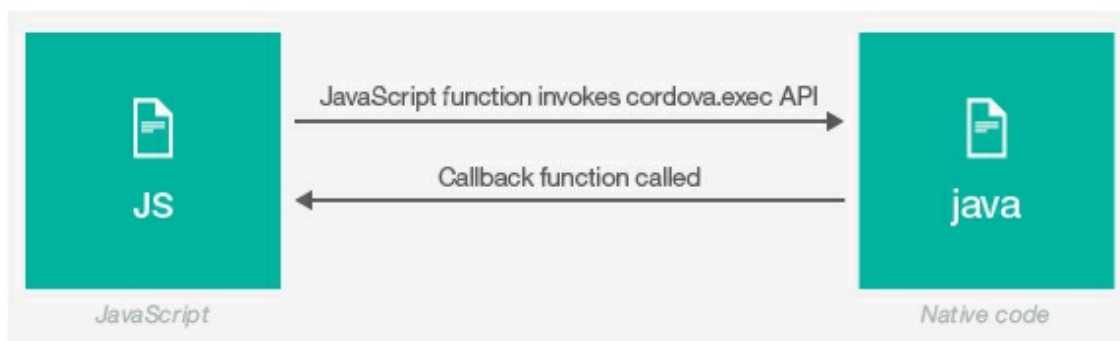 JavaScript function invokes cordova.exec API
Callback function called
JS
java
JavaScript
Native code